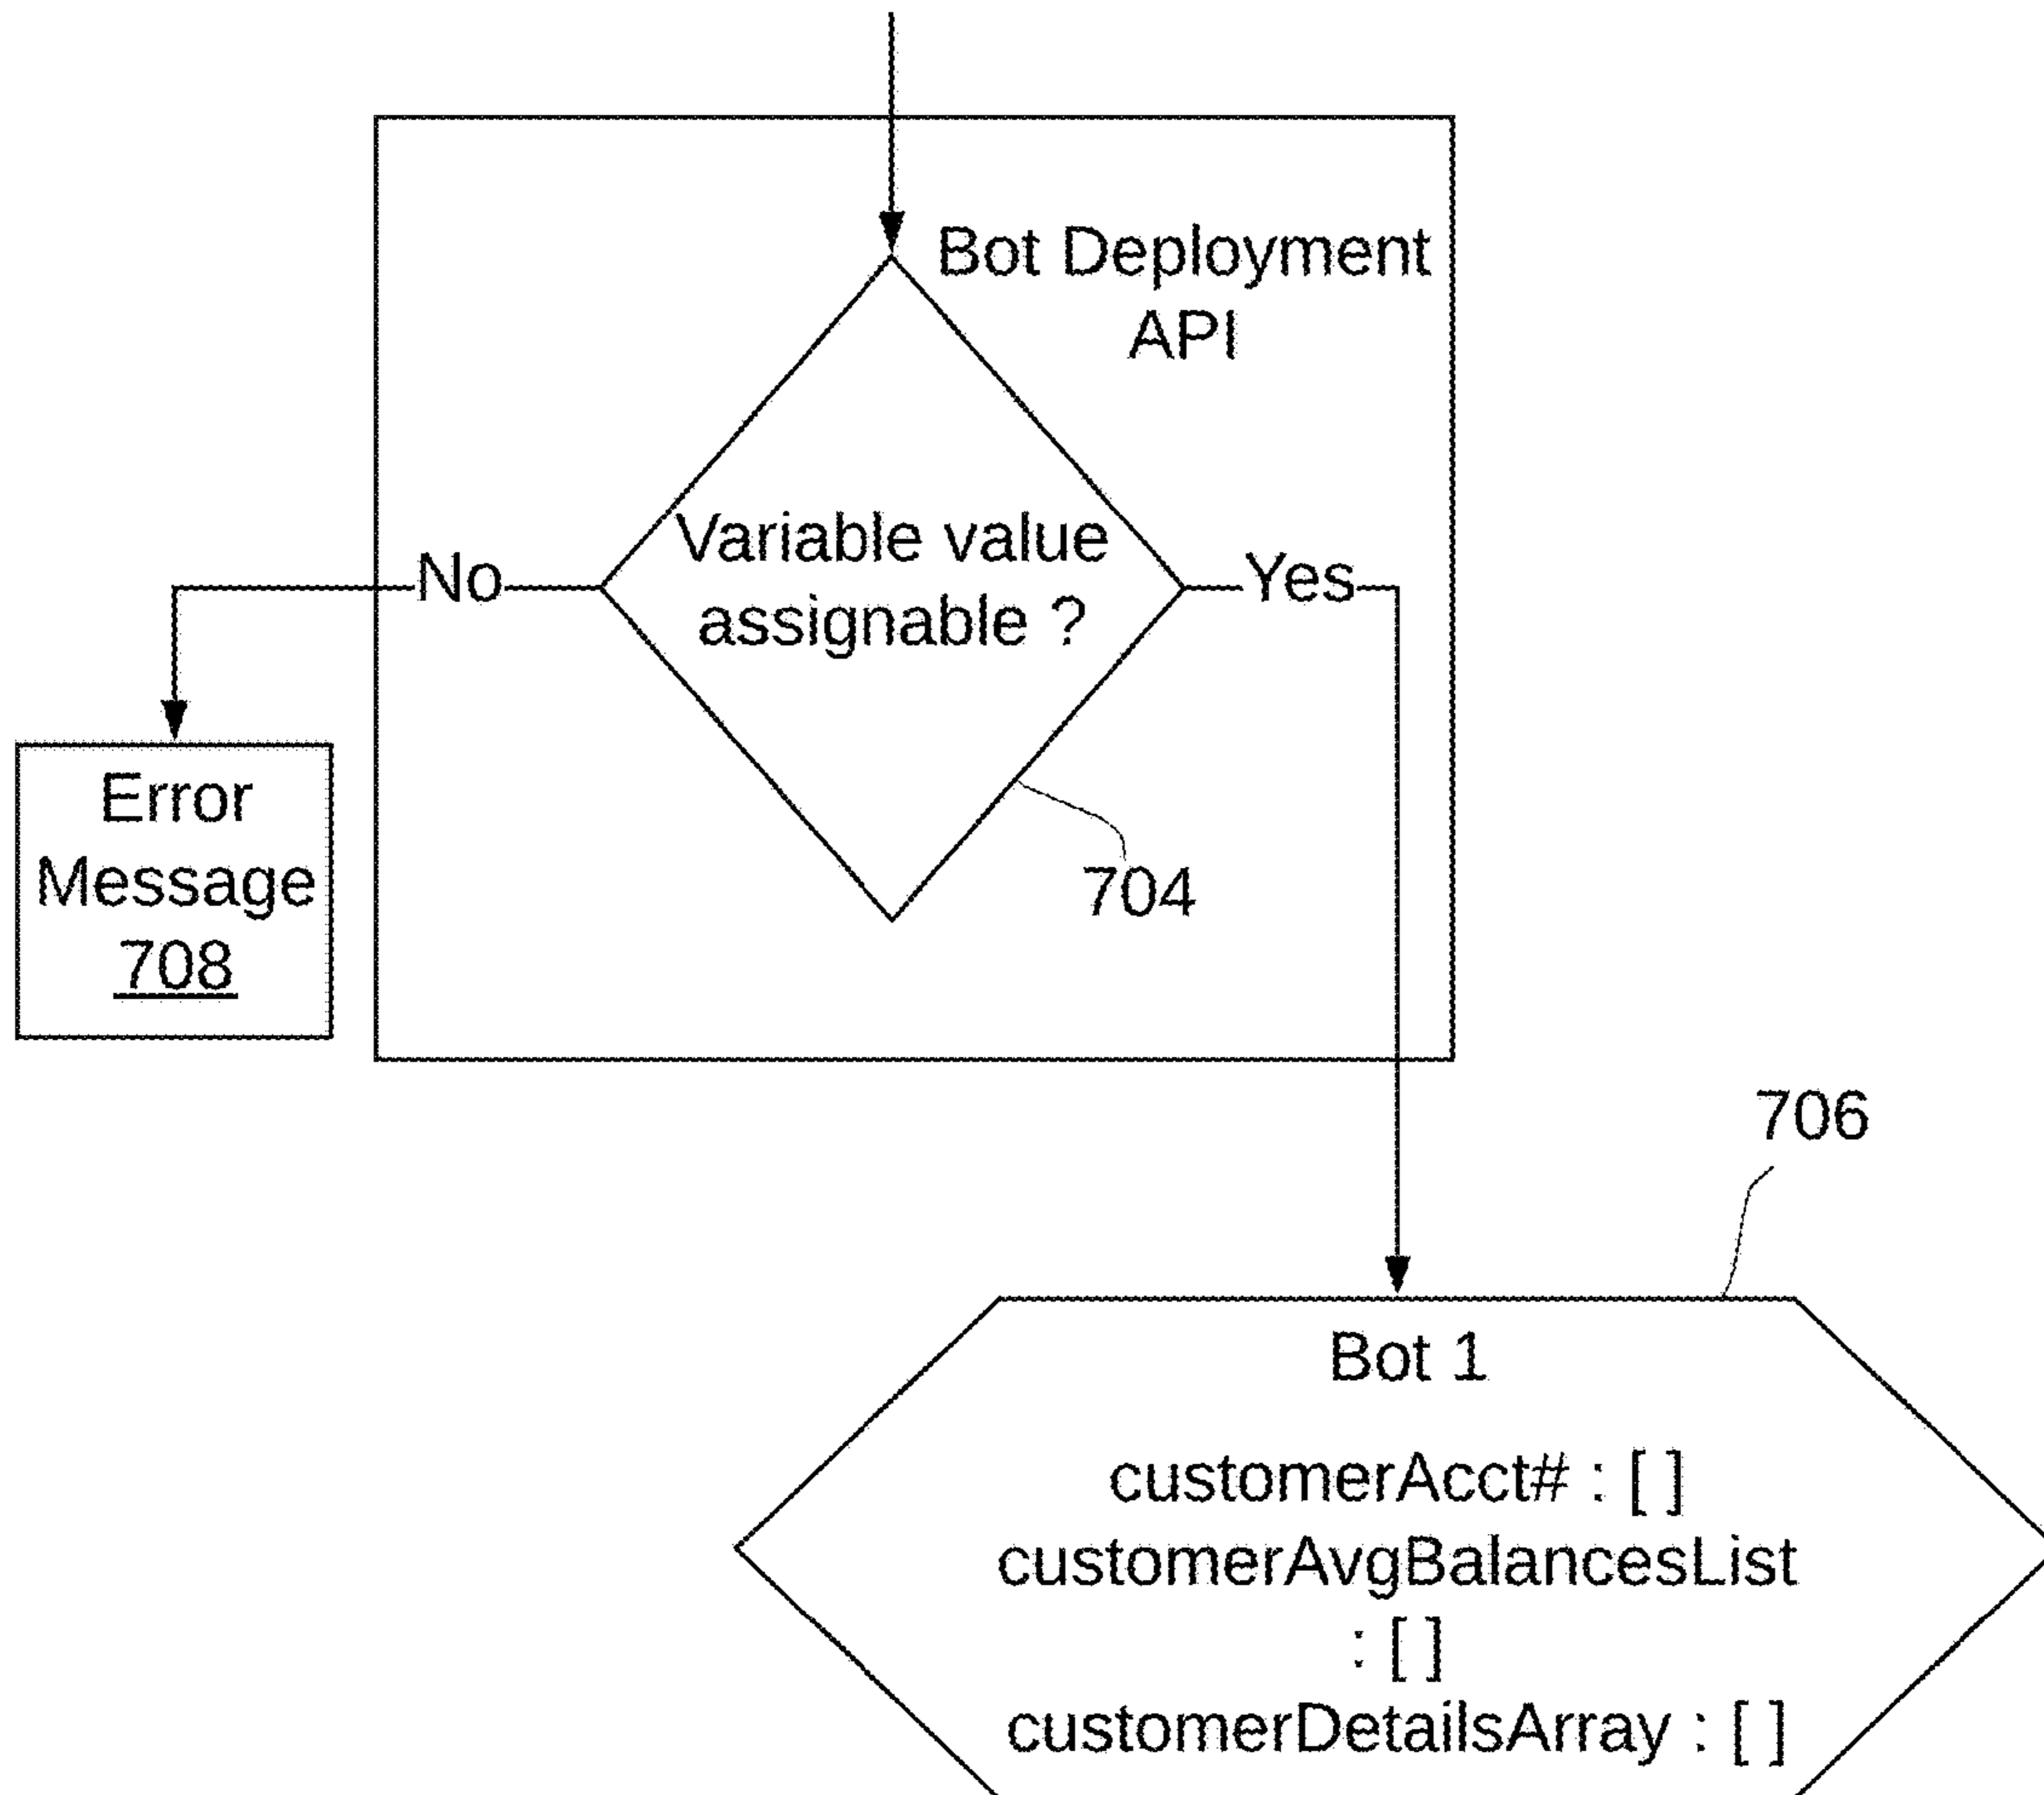 Bot Deployment
API
Variable value
assignable ?
No
Yes
Error
Message
708
704
706
Bot 1
customerAcct# : [ ]
customerAvgBalancesList
: [ ]
customerDetailsArray : [ ]